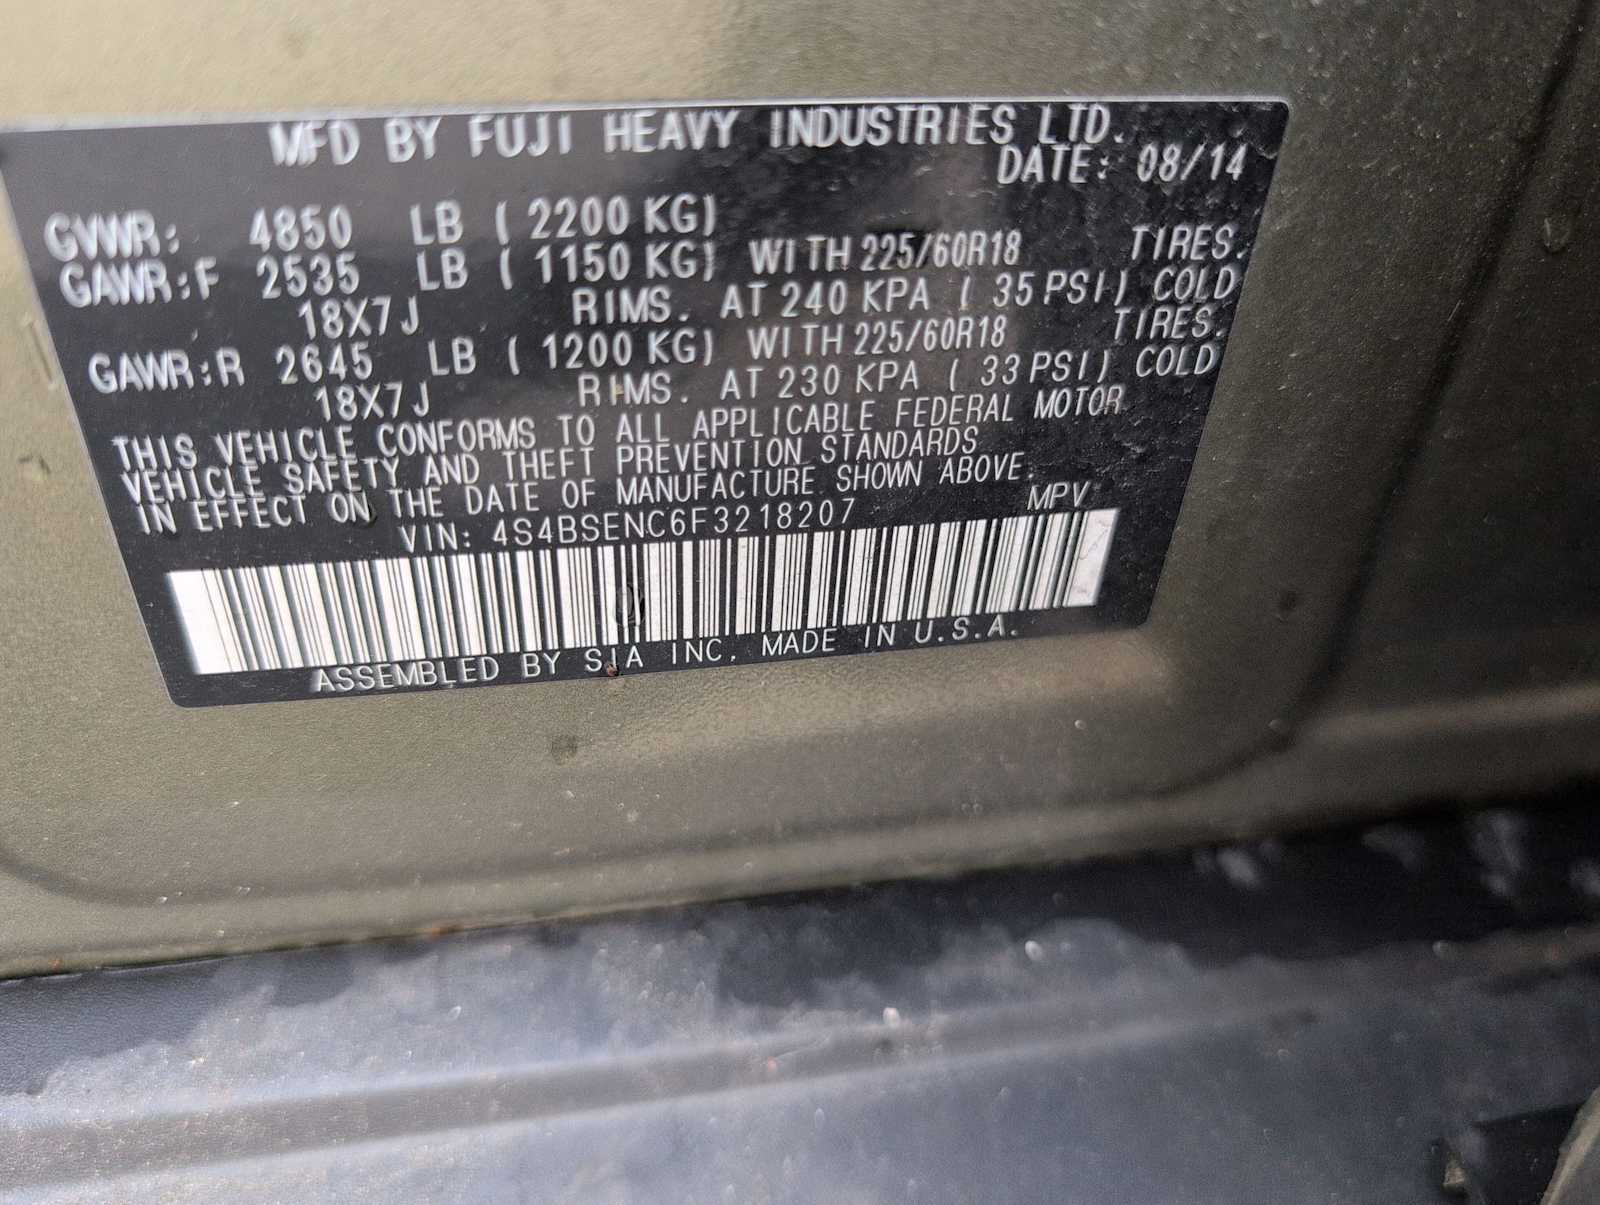 MFD BY FUJI HEAVY INDUSTRIES LTD.
DATE: 08/14
GVWR: 4850 LB ( 2200 KG)
GAWR:F 2535 LB ( 1150 KG) WITH 225/60R18 TIRES.
18X7J RIMS. AT 240 KPA ( 35 PSI) COLD
GAWR:R 2645 LB ( 1200 KG) WITH 225/60R18 TIRES.
18X7J RIMS. AT 230 KPA ( 33 PSI) COLD
THIS VEHICLE CONFORMS TO ALL APPLICABLE FEDERAL MOTOR
VEHICLE SAFETY AND THEFT PREVENTION STANDARDS
IN EFFECT ON THE DATE OF MANUFACTURE SHOWN ABOVE.
VIN: 4S4BSENC6F3218207 MPV
ASSEMBLED BY SIA INC. MADE IN U.S.A.